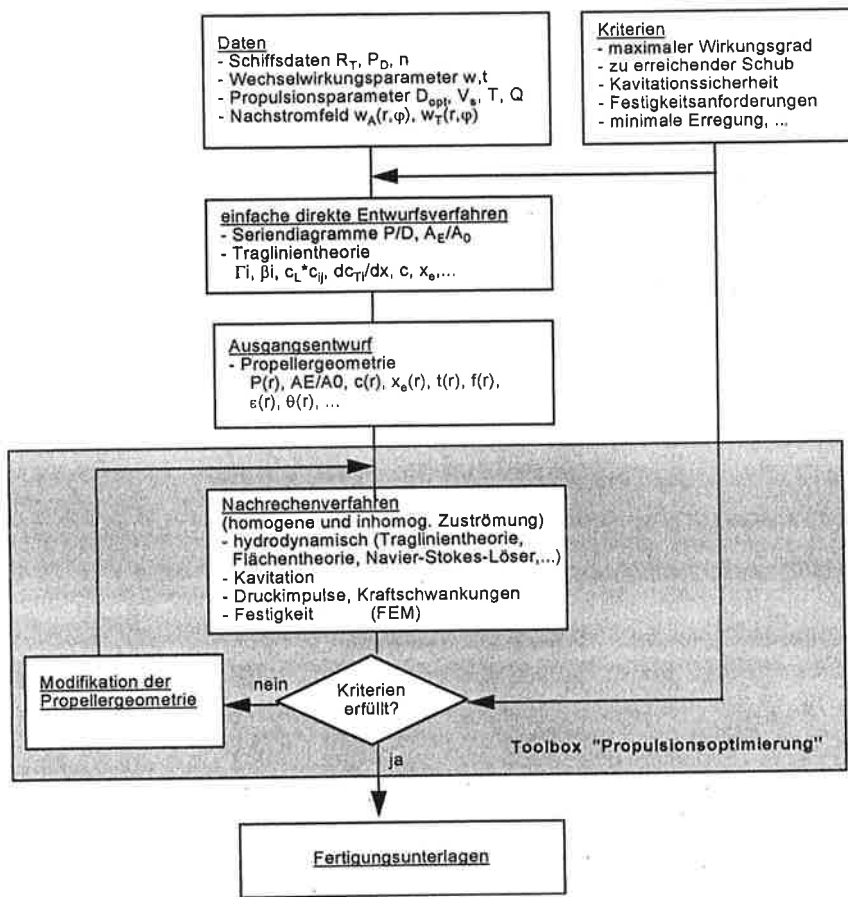 Daten
- Schiffsdaten R_T, P_D, n
- Wechselwirkungsparameter w,t
- Propulsionsparameter D_opt, V_s, T, Q
- Nachstromfeld w_A(r,φ), w_T(r,φ)
Kriterien
- maximaler Wirkungsgrad
- zu erreichender Schub
- Kavitationssicherheit
- Festigkeitsanforderungen
- minimale Erregung, ...
einfache direkte Entwurfsverfahren
- Seriendiagramme P/D, A_E/A_0
- Traglinientheorie
Γi, βi, c_L*c_ij, dc_Ti/dx, c, x_e,...
Ausgangsentwurf
- Propellergeometrie
P(r), AE/A0, c(r), x_e(r), t(r), f(r),
ε(r), θ(r), ...
Nachrechenverfahren
(homogene und inhomog. Zuströmung)
- hydrodynamisch (Traglinientheorie,
Flächentheorie, Navier-Stokes-Löser,...)
- Kavitation
- Druckimpulse, Kraftschwankungen
- Festigkeit (FEM)
Modifikation der
Propellergeometrie
nein
Kriterien
erfüllt?
Toolbox "Propulsionsoptimierung"
ja
Fertigungsunterlagen